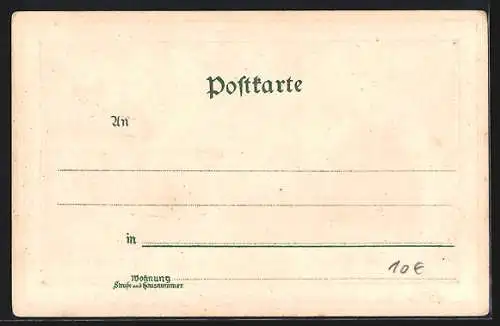 Postkarte
An
in
Wohnung
Straße und Hausnummer
10€